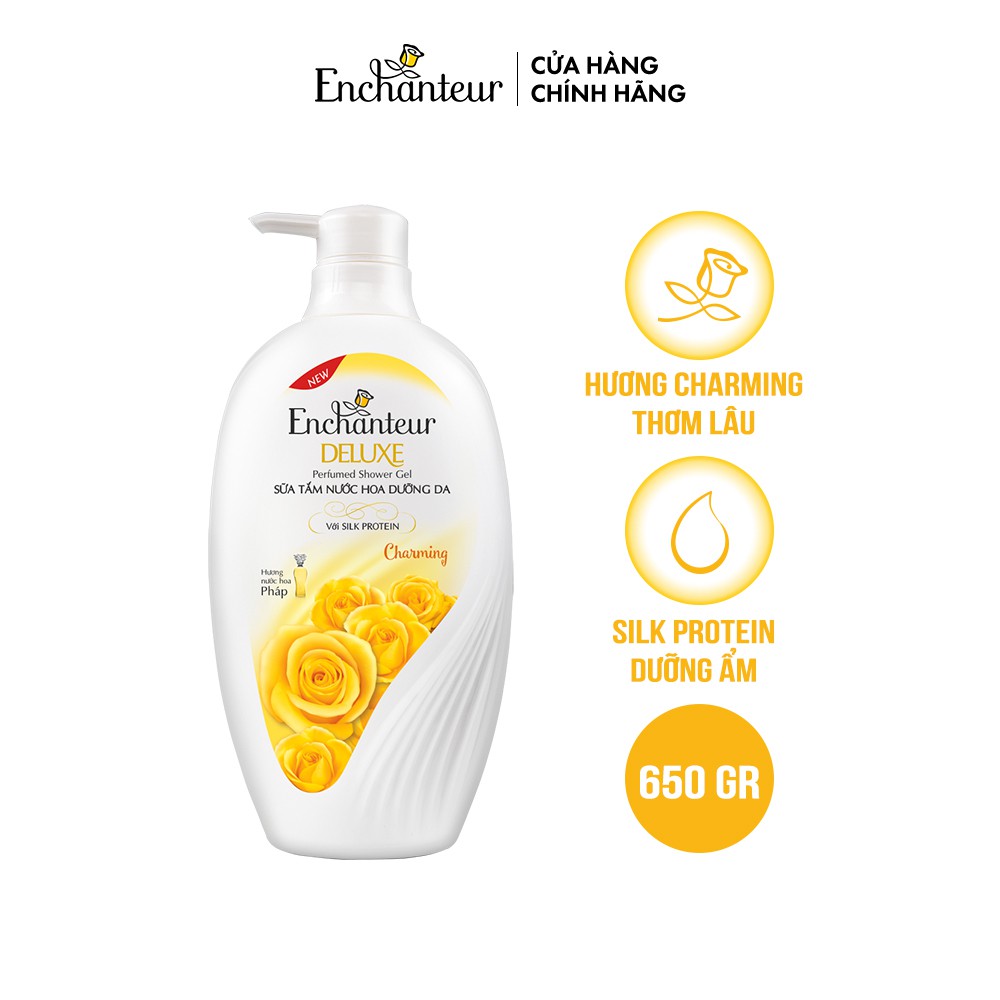 Enchanteur
CỬA HÀNG
CHÍNH HÃNG
NEW
Enchanteur
DELUXE
Perfumed Shower Gel
SỮA TẮM NƯỚC HOA DƯỠNG DA
Với SILK PROTEIN
Charming
Hương
nước hoa
Pháp
HƯƠNG CHARMING
THƠM LÂU
SILK PROTEIN
DƯỠNG ẨM
650 GR